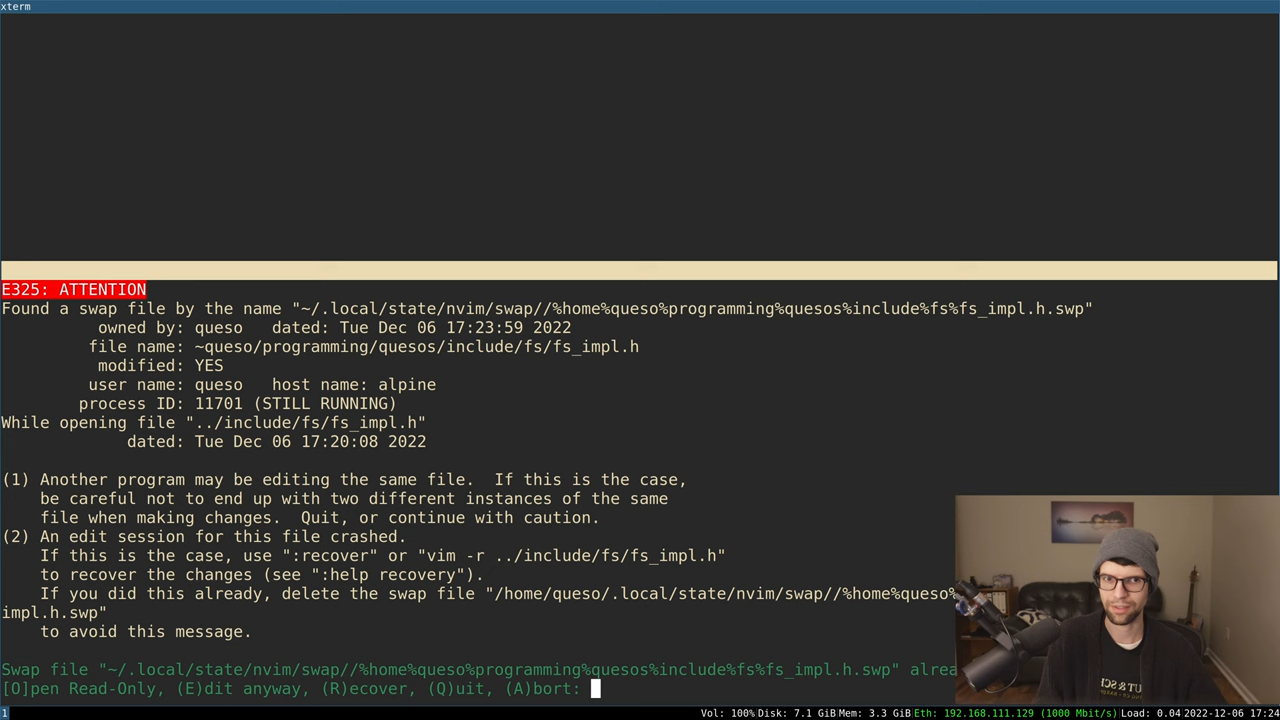 xterm
E325: ATTENTION
Found a swap file by the name "~/.local/state/nvim/swap//%home%queso%programming%quesos%include%fs%fs_impl.h.swp"
owned by: queso   dated: Tue Dec 06 17:23:59 2022
file name: ~queso/programming/quesos/include/fs/fs_impl.h
modified: YES
user name: queso   host name: alpine
process ID: 11701 (STILL RUNNING)
While opening file "../include/fs/fs_impl.h"
dated: Tue Dec 06 17:20:08 2022
(1) Another program may be editing the same file.  If this is the case,
be careful not to end up with two different instances of the same
file when making changes.  Quit, or continue with caution.
(2) An edit session for this file crashed.
If this is the case, use ":recover" or "vim -r ../include/fs/fs_impl.h"
to recover the changes (see ":help recovery").
If you did this already, delete the swap file "/home/queso/.local/state/nvim/swap//%home%queso%
impl.h.swp"
to avoid this message.
Swap file "~/.local/state/nvim/swap//%home%queso%programming%quesos%include%fs%fs_impl.h.swp" alrea
[O]pen Read-Only, (E)dit anyway, (R)ecover, (Q)uit, (A)bort:
1 Vol: 100% Disk: 7.1 GiB Mem: 3.3 GiB Eth: 192.168.111.129 (1000 Mbit/s) Load: 0.04 2022-12-06 17:24